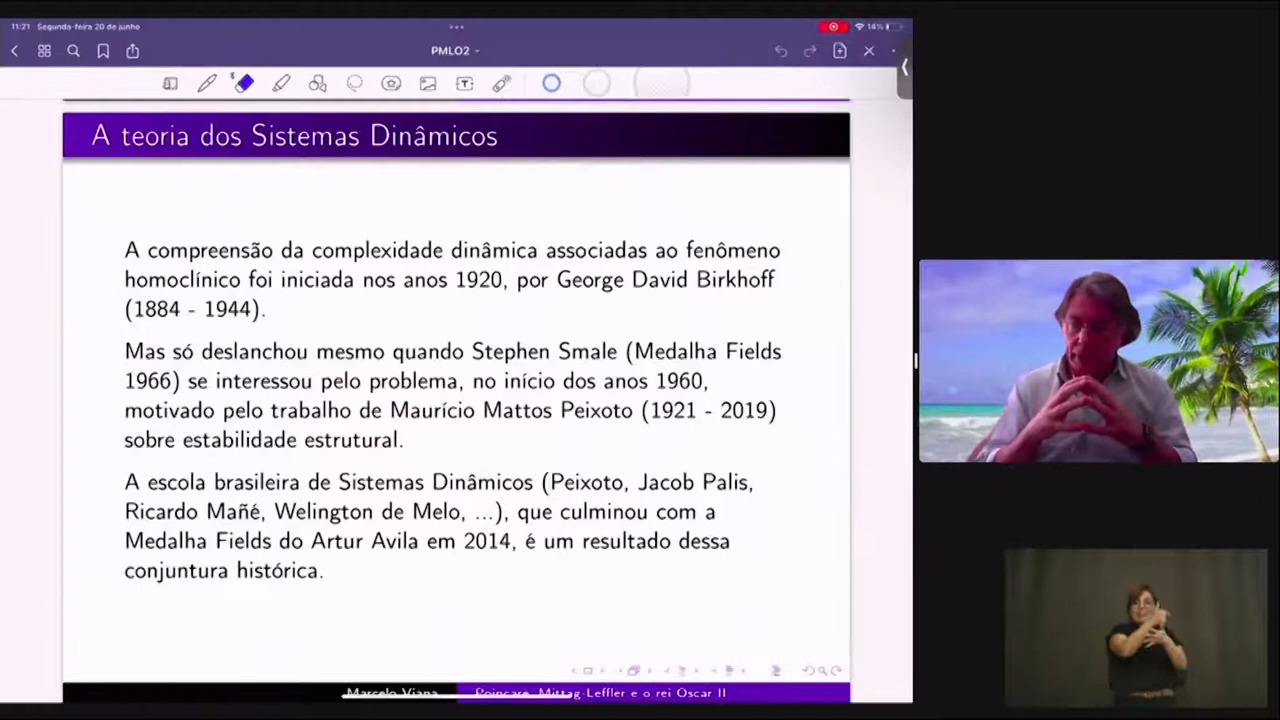 11:21 Segunda-feira 20 de junho
14%
PMLO2
A teoria dos Sistemas Dinâmicos
A compreensão da complexidade dinâmica associadas ao fenômeno
homoclínico foi iniciada nos anos 1920, por George David Birkhoff
(1884 - 1944).
Mas só deslanchou mesmo quando Stephen Smale (Medalha Fields
1966) se interessou pelo problema, no início dos anos 1960,
motivado pelo trabalho de Maurício Mattos Peixoto (1921 - 2019)
sobre estabilidade estrutural.
A escola brasileira de Sistemas Dinâmicos (Peixoto, Jacob Palis,
Ricardo Mañé, Welington de Melo, ...), que culminou com a
Medalha Fields do Artur Avila em 2014, é um resultado dessa
conjuntura histórica.
Marcelo Viana Poincaré, Mittag-Leffler e o rei Oscar II